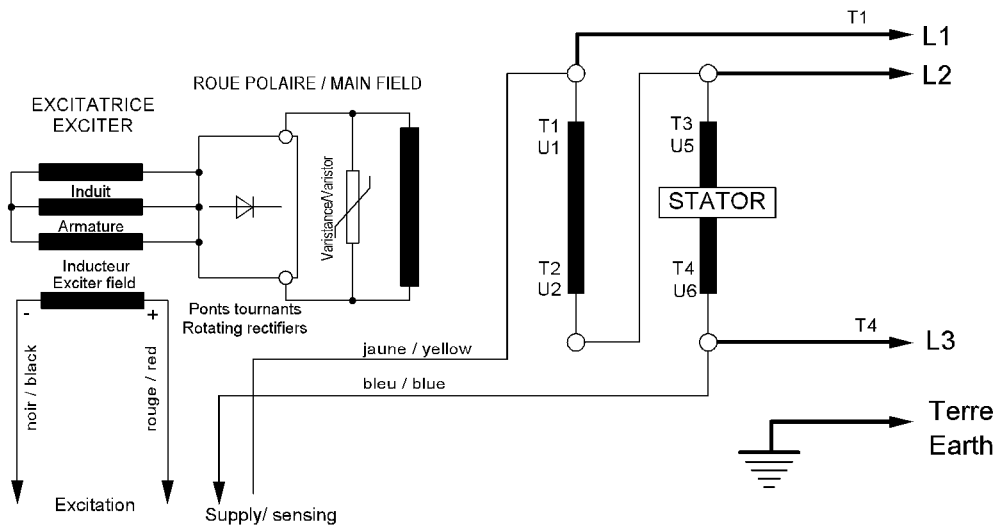 T1
L1
L2
ROUE POLAIRE / MAIN FIELD
EXCITATRICE
EXCITER
Induit
Armature
Inducteur
Exciter field
-
+
Varistance/Varistor
Ponts tournants
Rotating rectifiers
T1
U1
T2
U2
T3
U5
STATOR
T4
U6
T4
L3
jaune / yellow
bleu / blue
noir / black
rouge / red
Terre
Earth
Excitation
Supply/ sensing